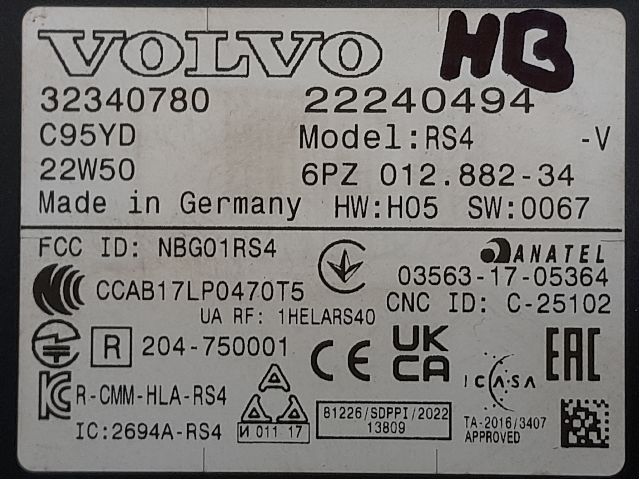 VOLVO HB
32340780 22240494
C95YD Model:RS4 -V
22W50 6PZ 012.882-34
Made in Germany HW:H05 SW:0067
FCC ID: NBG01RS4
ANATEL
03563-17-05364
CCAB17LP0470T5
CNC ID: C-25102
UA RF: 1HELARS40
R 204-750001
CE
UK
CA
ICASA
EAC
R-CMM-HLA-RS4
IC:2694A-RS4
И 011 17
81226/SDPPI/2022
13809
TA-2016/3407
APPROVED